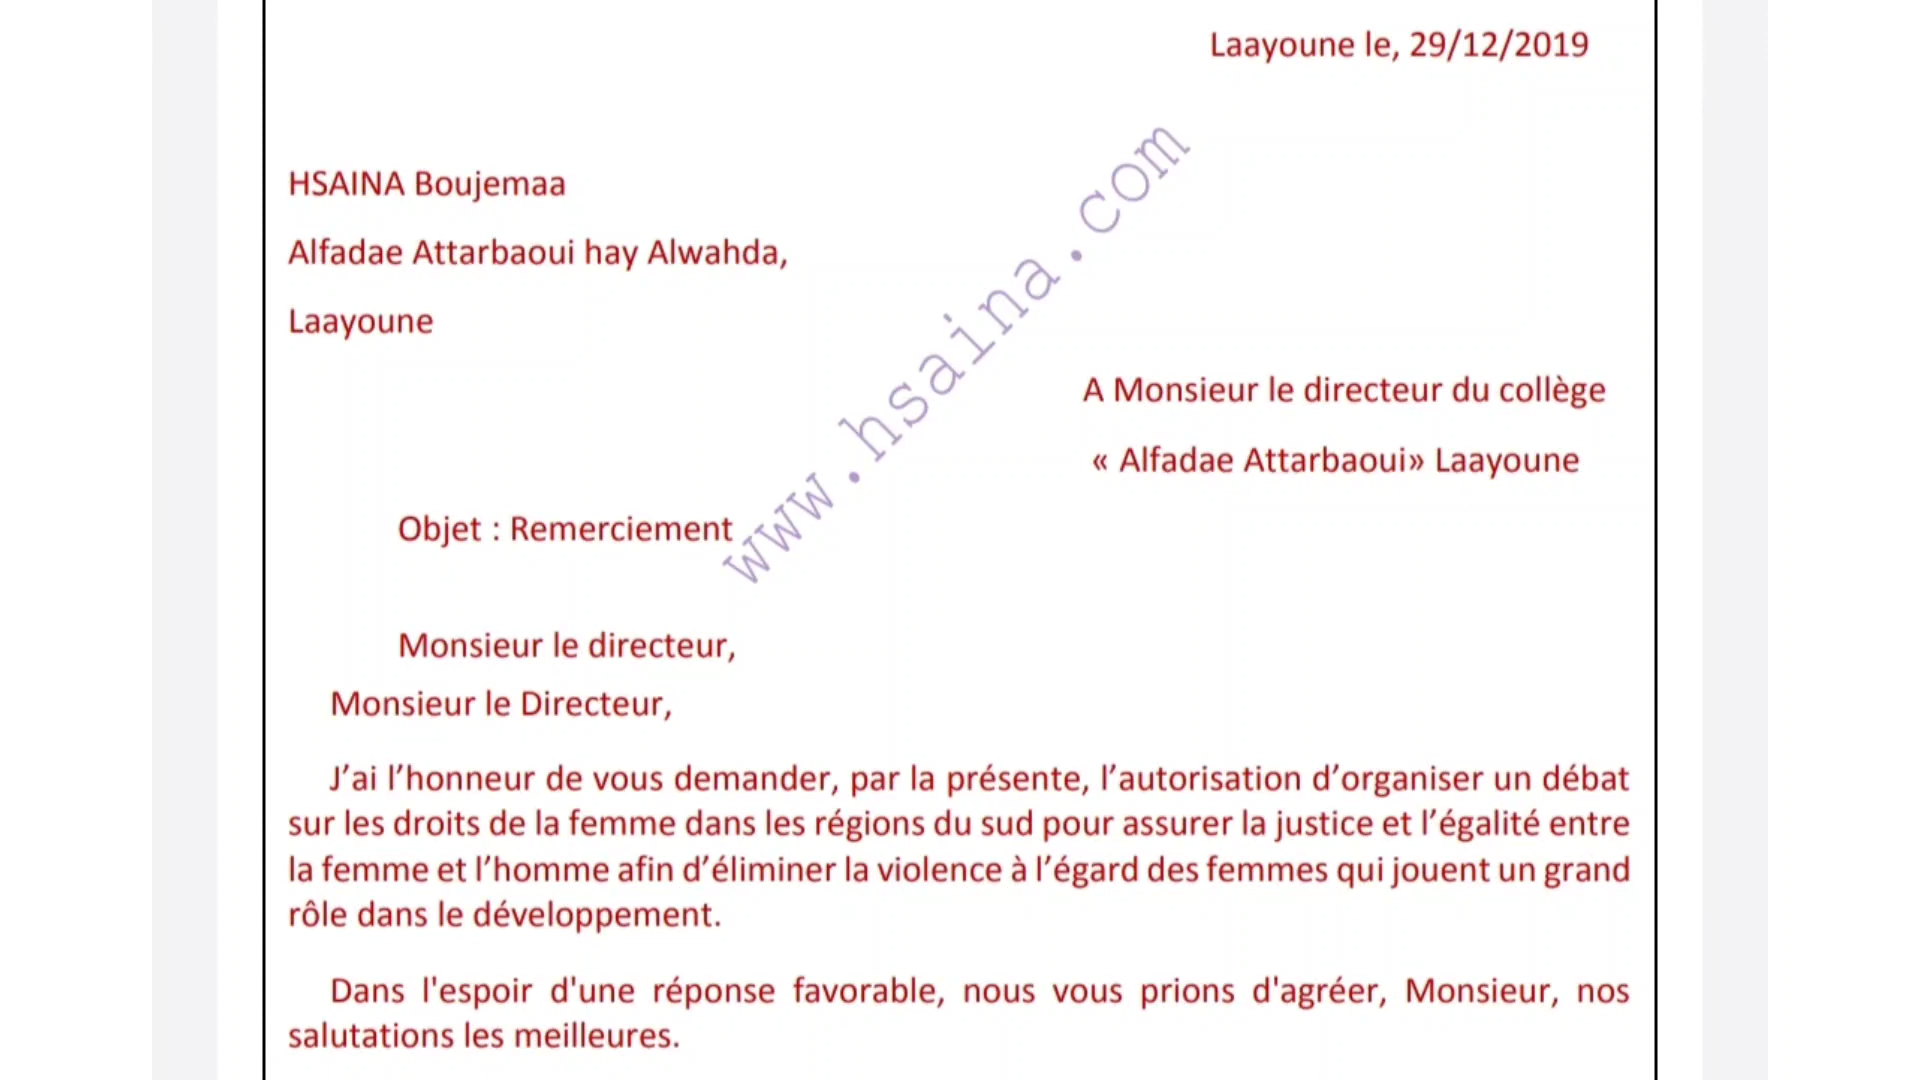 Laayoune le, 29/12/2019
HSAINA Boujemaa
Alfadae Attarbaoui hay Alwahda,
Laayoune
A Monsieur le directeur du collège
« Alfadae Attarbaoui» Laayoune
Objet : Remerciement
www.hsaina.com
Monsieur le directeur,
Monsieur le Directeur,
J’ai l’honneur de vous demander, par la présente, l’autorisation d’organiser un débat
sur les droits de la femme dans les régions du sud pour assurer la justice et l’égalité entre
la femme et l’homme afin d’éliminer la violence à l’égard des femmes qui jouent un grand
rôle dans le développement.
Dans l'espoir d'une réponse favorable, nous vous prions d'agréer, Monsieur, nos
salutations les meilleures.